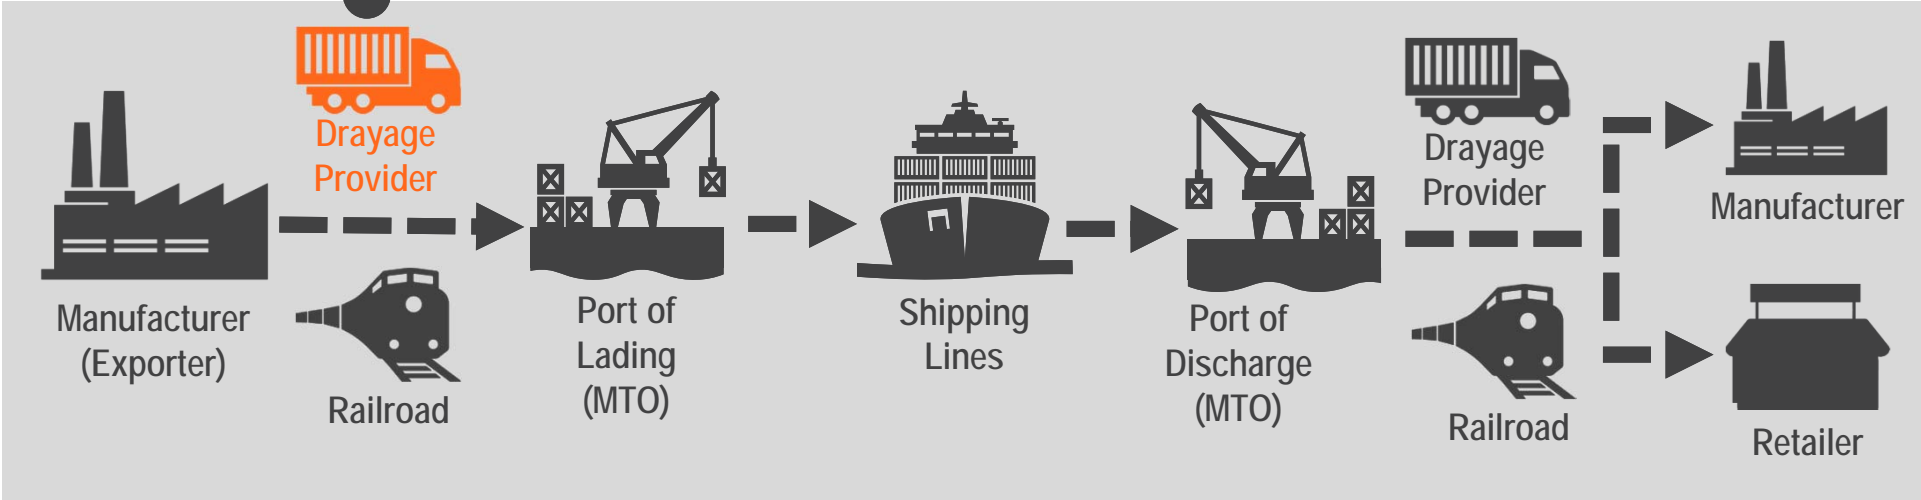 Drayage
Provider
Manufacturer
(Exporter)
Railroad
Port of
Lading
(MTO)
Shipping
Lines
Port of
Discharge
(MTO)
Drayage
Provider
Railroad
Manufacturer
Retailer